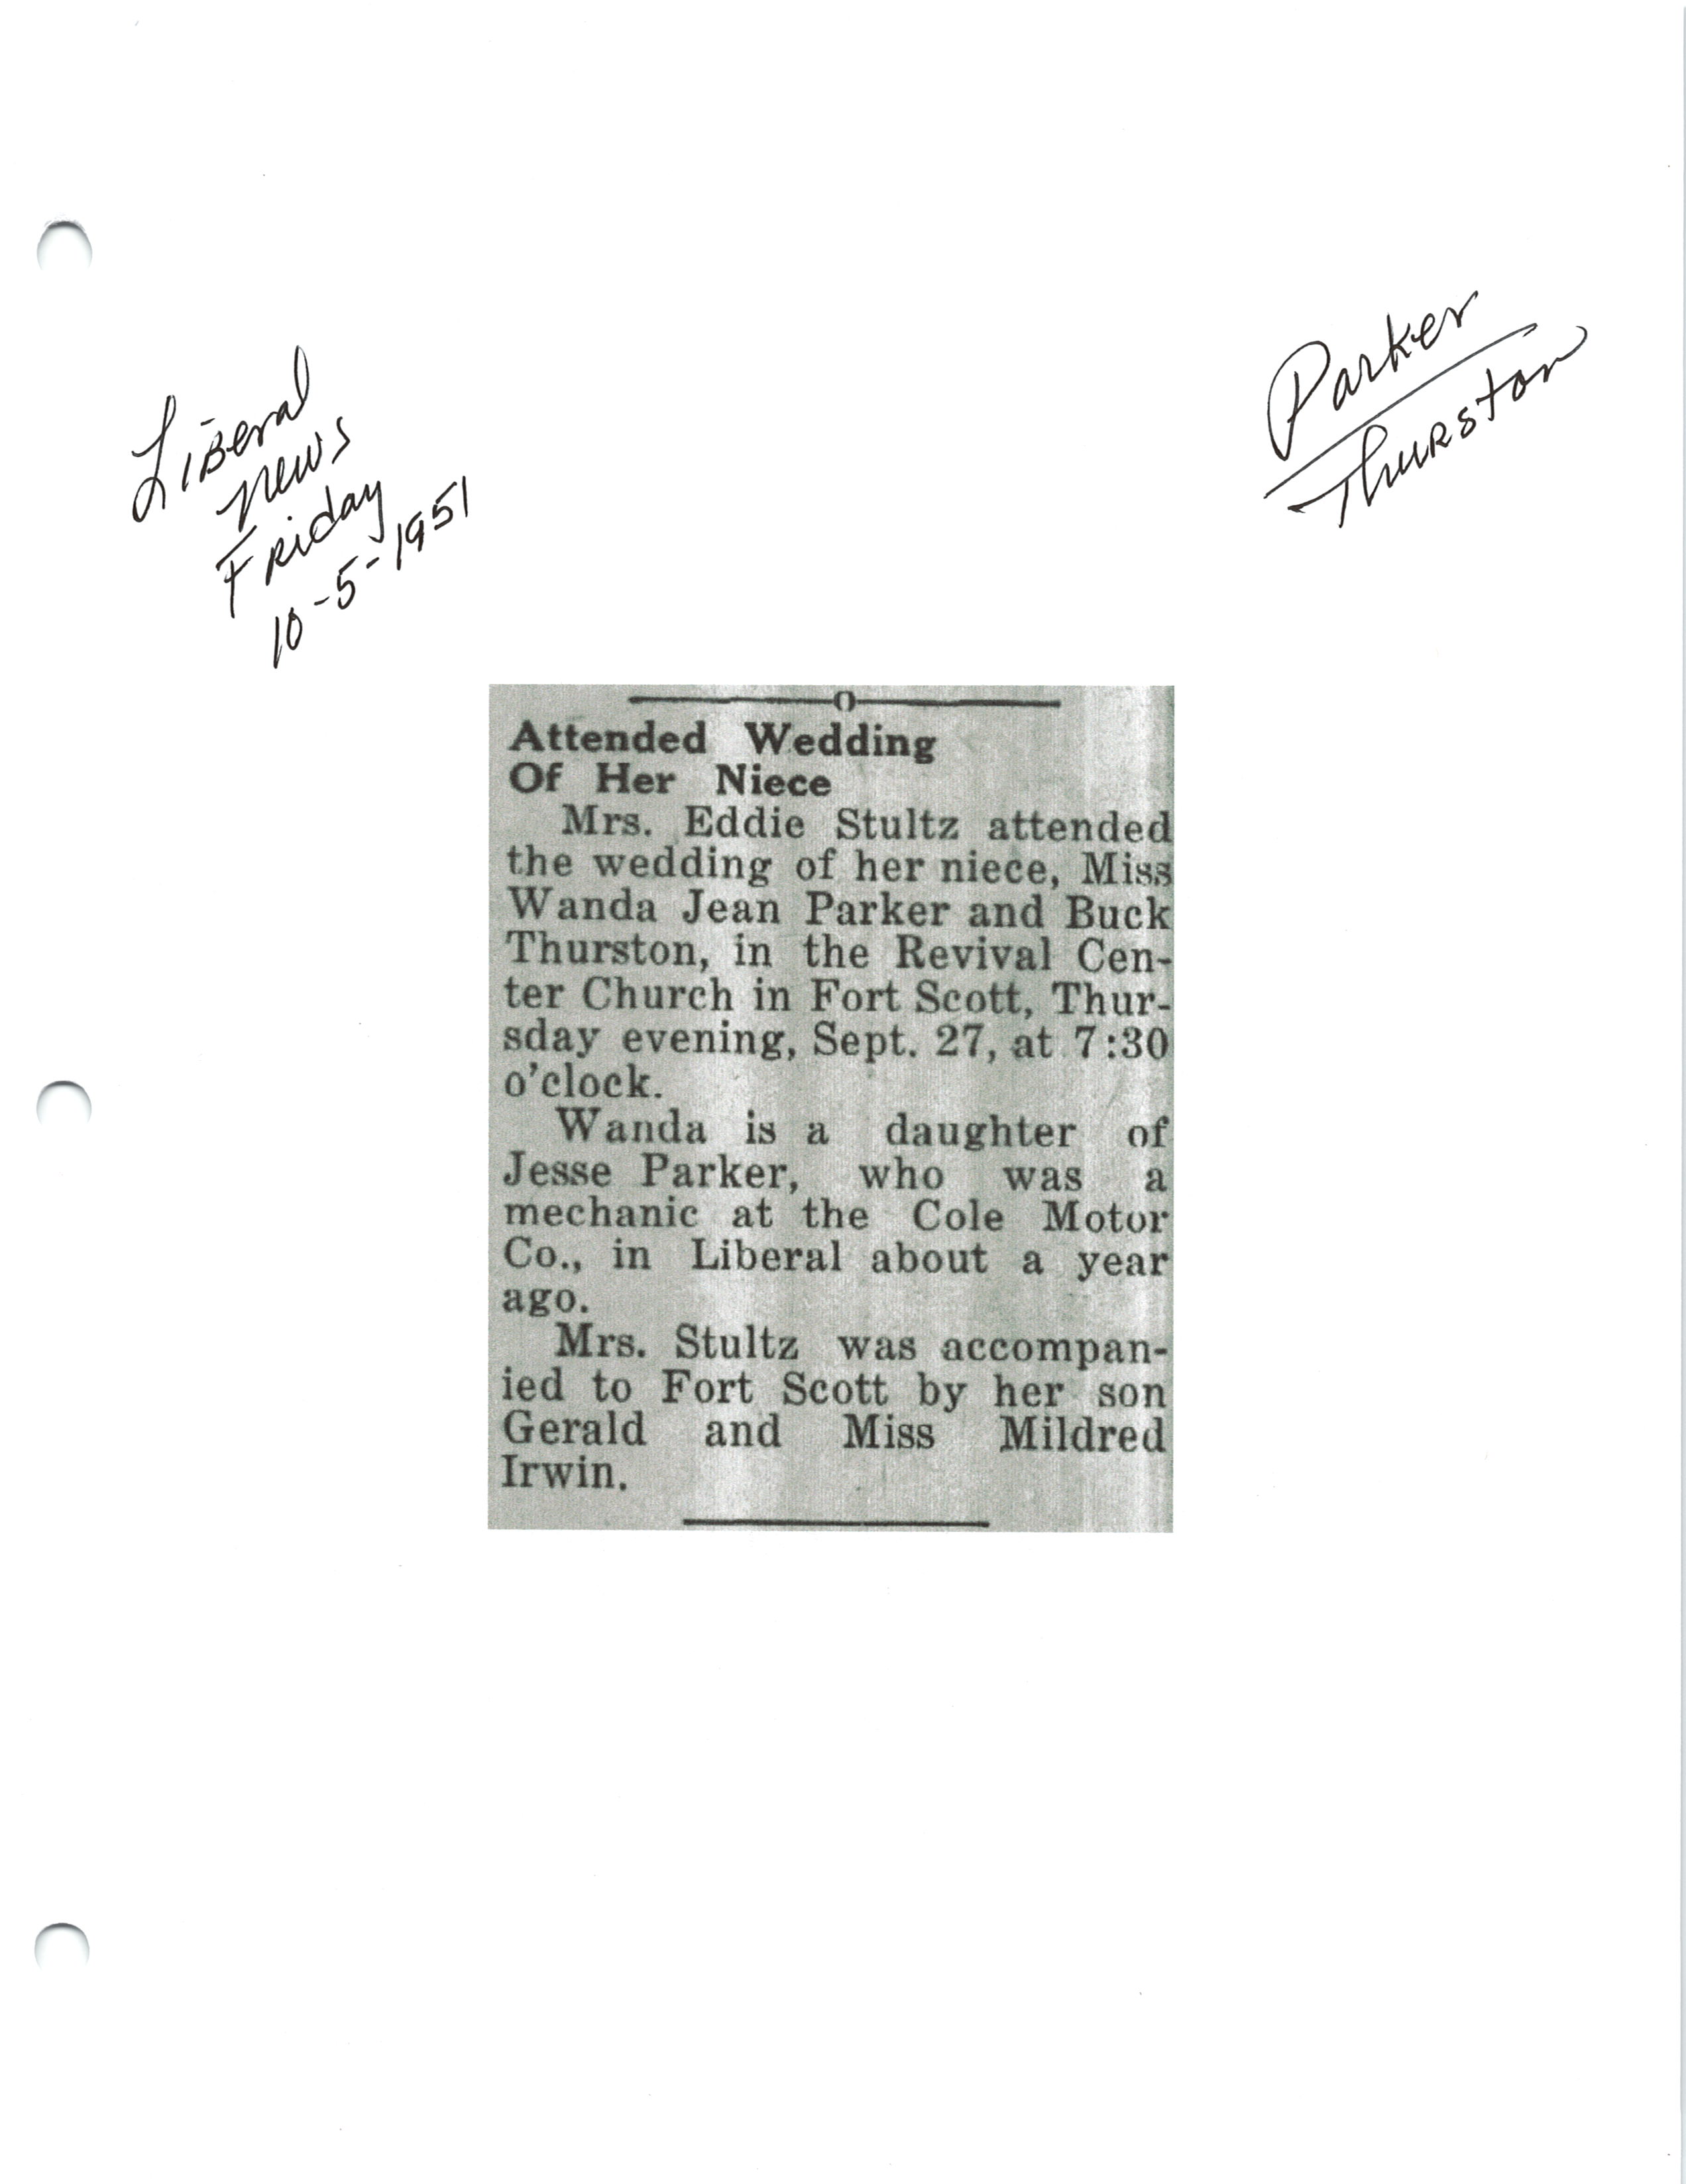 Liberal
News
Friday
10-5-1951
Parker
Thurston
Attended Wedding
Of Her Niece
Mrs. Eddie Stultz attended
the wedding of her niece, Miss
Wanda Jean Parker and Buck
Thurston, in the Revival Cen-
ter Church in Fort Scott, Thur-
sday evening, Sept. 27, at 7:30
o'clock.
Wanda is a daughter of
Jesse Parker, who was a
mechanic at the Cole Motor
Co., in Liberal about a year
ago.
Mrs. Stultz was accompan-
ied to Fort Scott by her son
Gerald and Miss Mildred
Irwin.